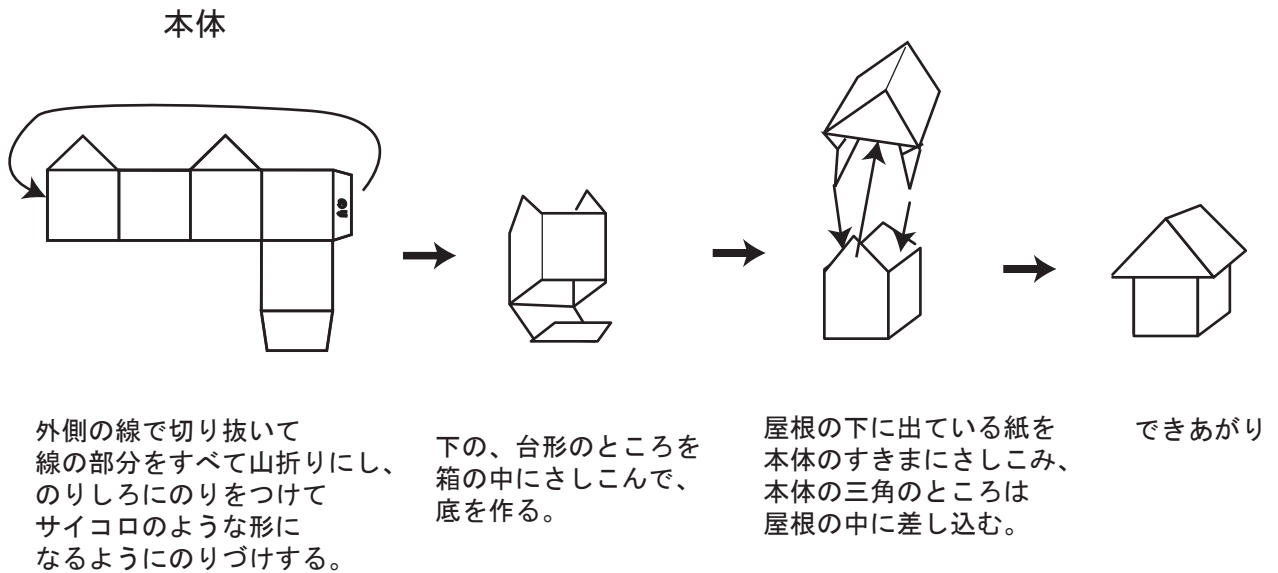 本体
外側の線で切り抜いて
線の部分をすべて山折りにし、
のりしろにのりをつけて
サイコロのような形に
なるようにのりづけする。
下の、台形のところを
箱の中にさしこんで、
底を作る。
屋根の下に出ている紙を
本体のすきまにさしこみ、
本体の三角のところは
屋根の中に差し込む。
できあがり